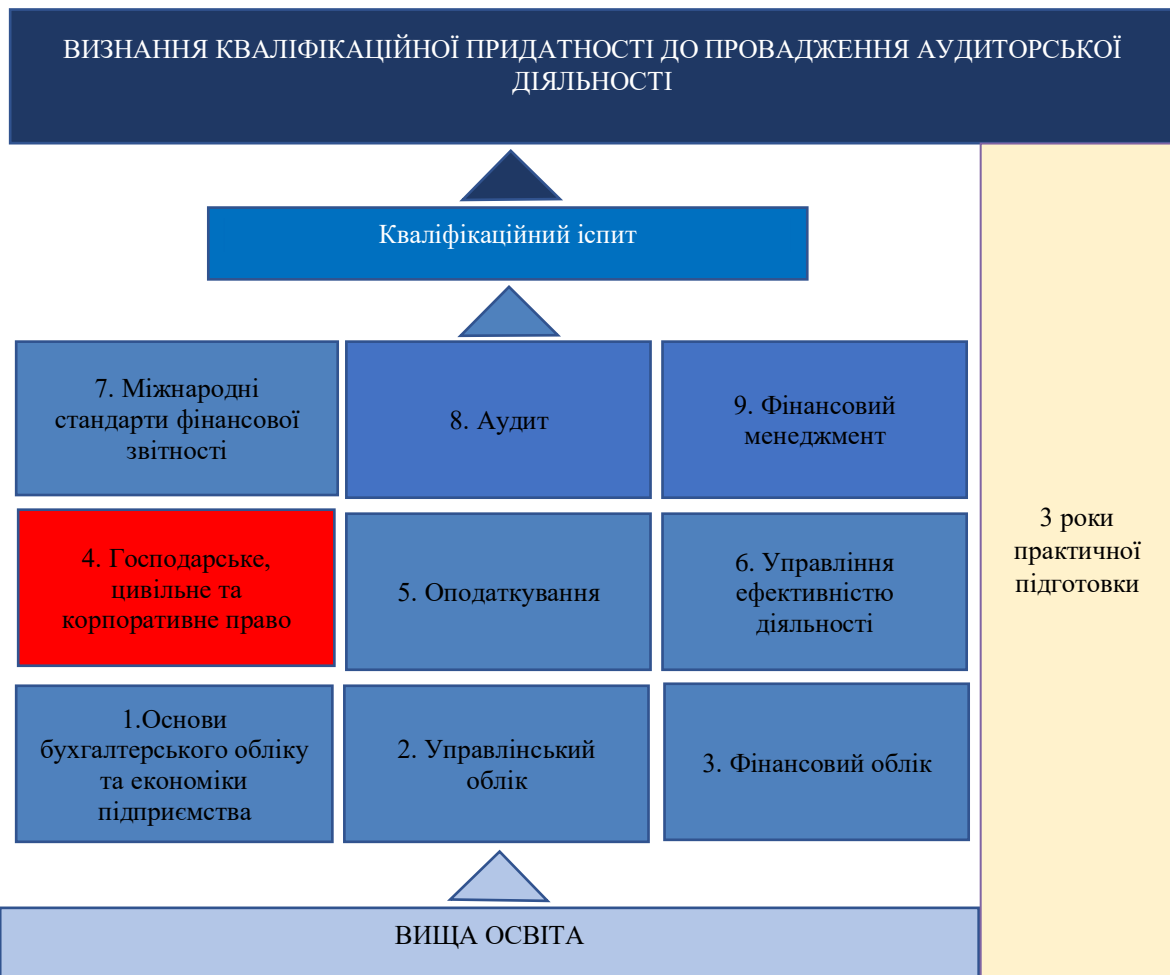 ВИЗНАННЯ КВАЛІФІКАЦІЙНОЇ ПРИДАТНОСТІ ДО ПРОВАДЖЕННЯ АУДИТОРСЬКОЇ
ДІЯЛЬНОСТІ
Кваліфікаційний іспит
7. Міжнародні
стандарти фінансової
звітності
8. Аудит
9. Фінансовий
менеджмент
4. Господарське,
цивільне та
корпоративне право
5. Оподаткування
6. Управління
ефективністю
діяльності
1.Основи
бухгалтерського обліку
та економіки
підприємства
2. Управлінський
облік
3. Фінансовий облік
ВИЩА ОСВІТА
3 роки
практичної
підготовки